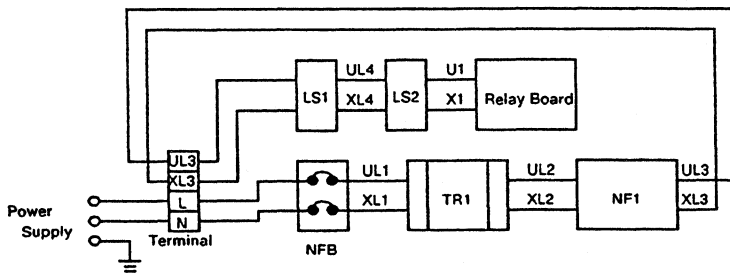 UL4 U1
LS1 LS2 Relay Board
XL4 X1
UL3
XL3
L
N
Power Supply
Terminal
UL1 UL2 UL3
TR1 NF1
XL1 XL2 XL3
NFB